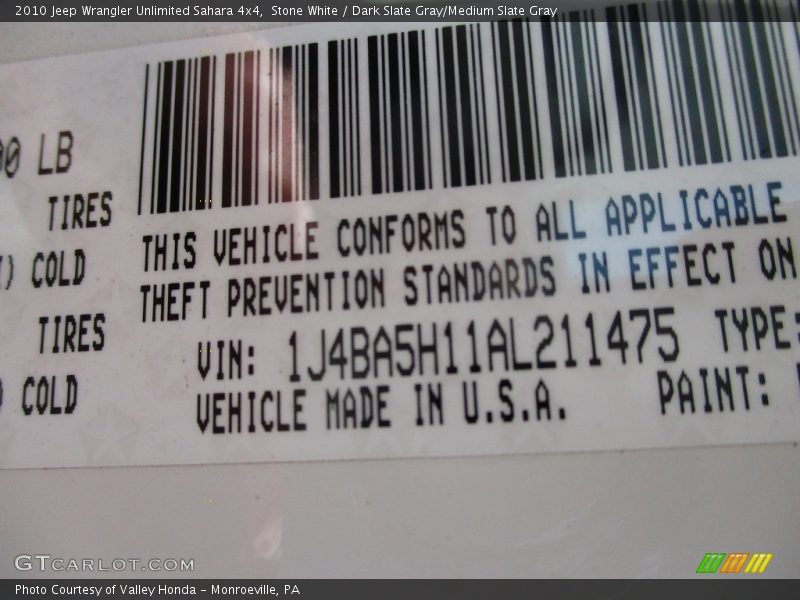 2010 Jeep Wrangler Unlimited Sahara 4x4, Stone White / Dark Slate Gray/Medium Slate Gray
LB
TIRES
COLD
TIRES
COLD
THIS VEHICLE CONFORMS TO ALL APPLICABLE
THEFT PREVENTION STANDARDS IN EFFECT ON
VIN: 1J4BA5H11AL211475 TYPE:
VEHICLE MADE IN U.S.A. PAINT:
GTCARLOT.COM
Photo Courtesy of Valley Honda - Monroeville, PA